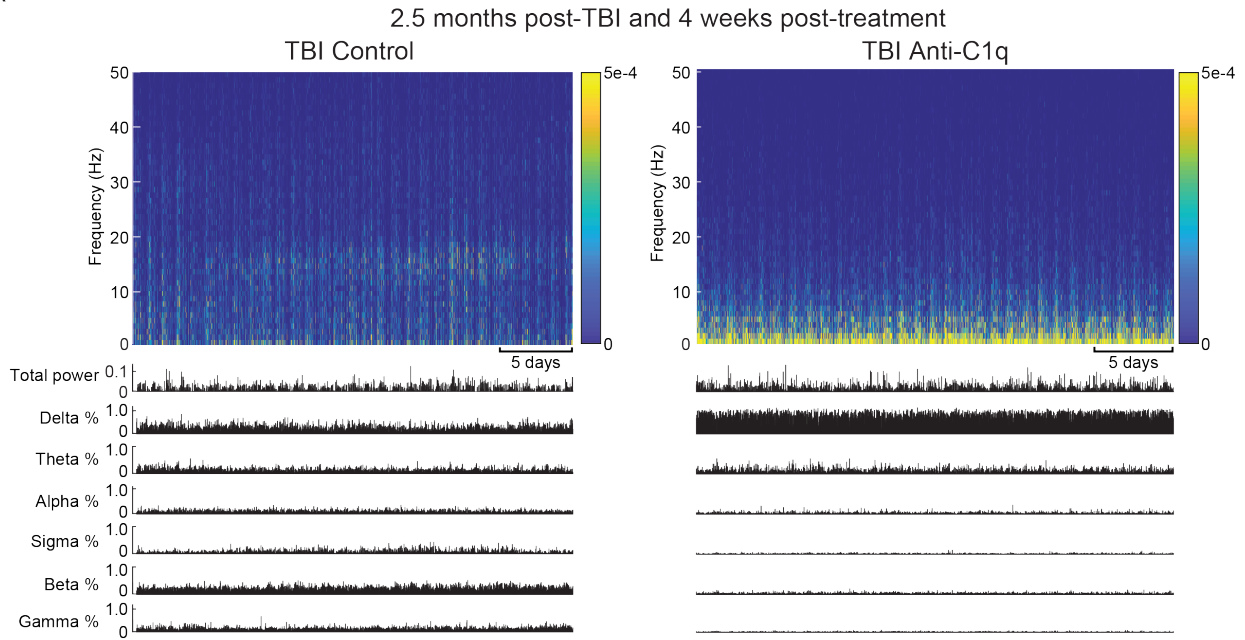 2.5 months post-TBI and 4 weeks post-treatment
TBI Control
TBI Anti-C1q
50
40
30
20
10
0
Frequency (Hz)
5e-4
0
5 days
50
40
30
20
10
0
Frequency (Hz)
5e-4
0
5 days
Total power 0.1
0
Delta % 1.0
0
Theta % 1.0
0
Alpha % 1.0
0
Sigma % 1.0
0
Beta % 1.0
0
Gamma % 1.0
0